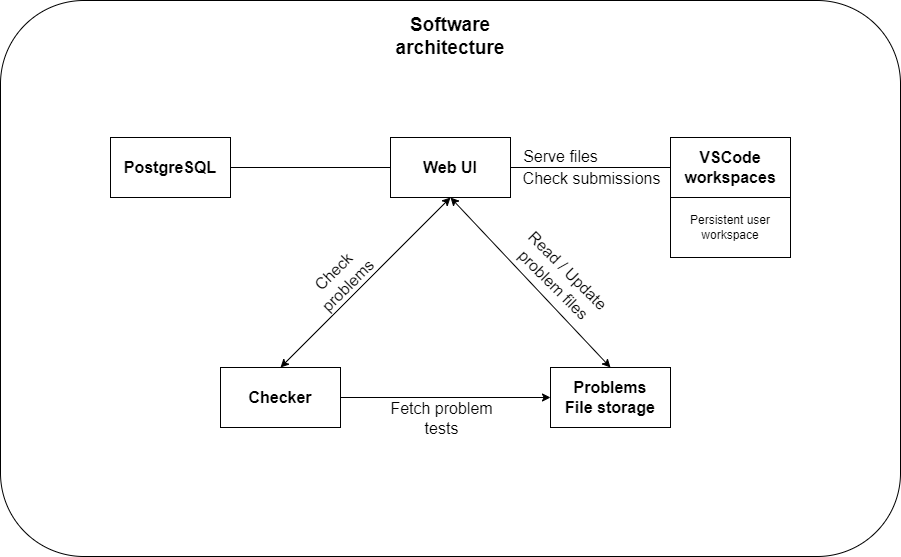 Software
architecture
PostgreSQL
Web UI
Serve files
Check submissions
VSCode
workspaces
Persistent user
workspace
Check
problems
Read / Update
problem files
Checker
Fetch problem
tests
Problems
File storage